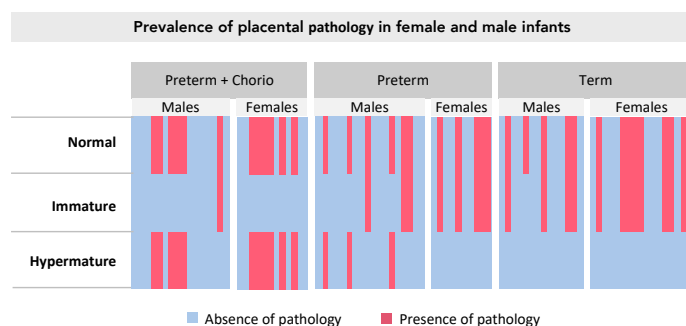 Prevalence of placental pathology in female and male infants
Preterm + Chorio Preterm Term
Males Females Males Females Males Females
Normal
Immature
Hypermature
Absence of pathology Presence of pathology